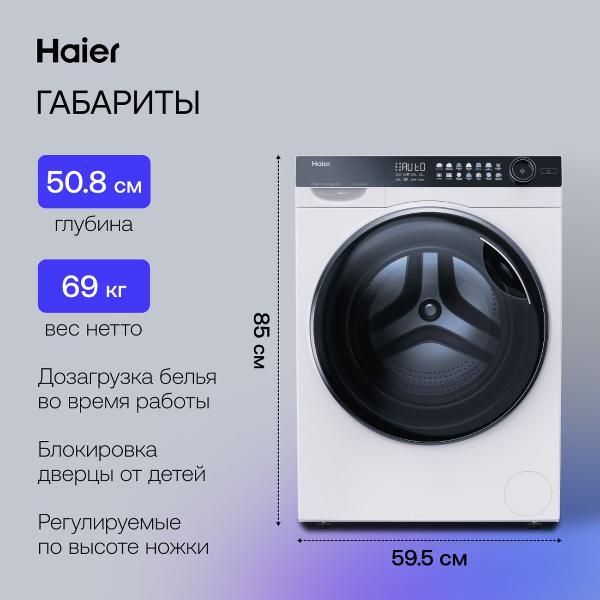 Haier
ГАБАРИТЫ
50.8 см
глубина
69 кг
вес нетто
Дозагрузка белья
во время работы
Блокировка
дверцы от детей
Регулируемые
по высоте ножки
Haier
AUtO
85 см
59.5 см